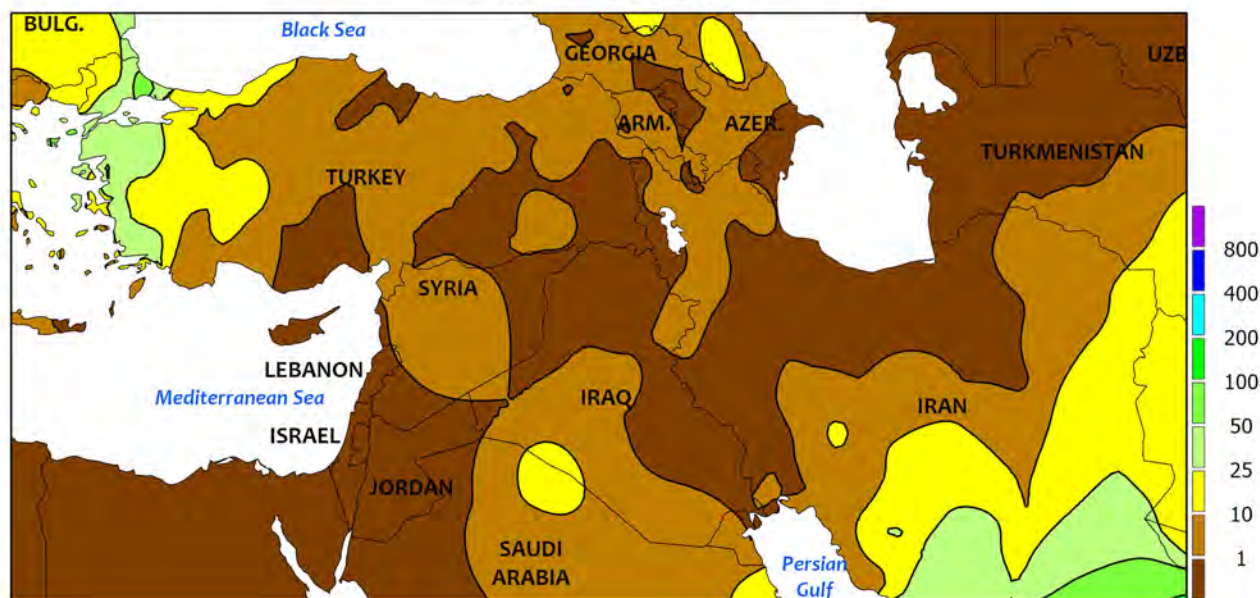 BULG.
Black Sea
GEORGIA
UZB
ARM.
AZER.
TURKMENISTAN
TURKEY
SYRIA
LEBANON
Mediterranean Sea
IRAQ
IRAN
ISRAEL
JORDAN
SAUDI
ARABIA
Persian
Gulf
800
400
200
100
50
25
10
1